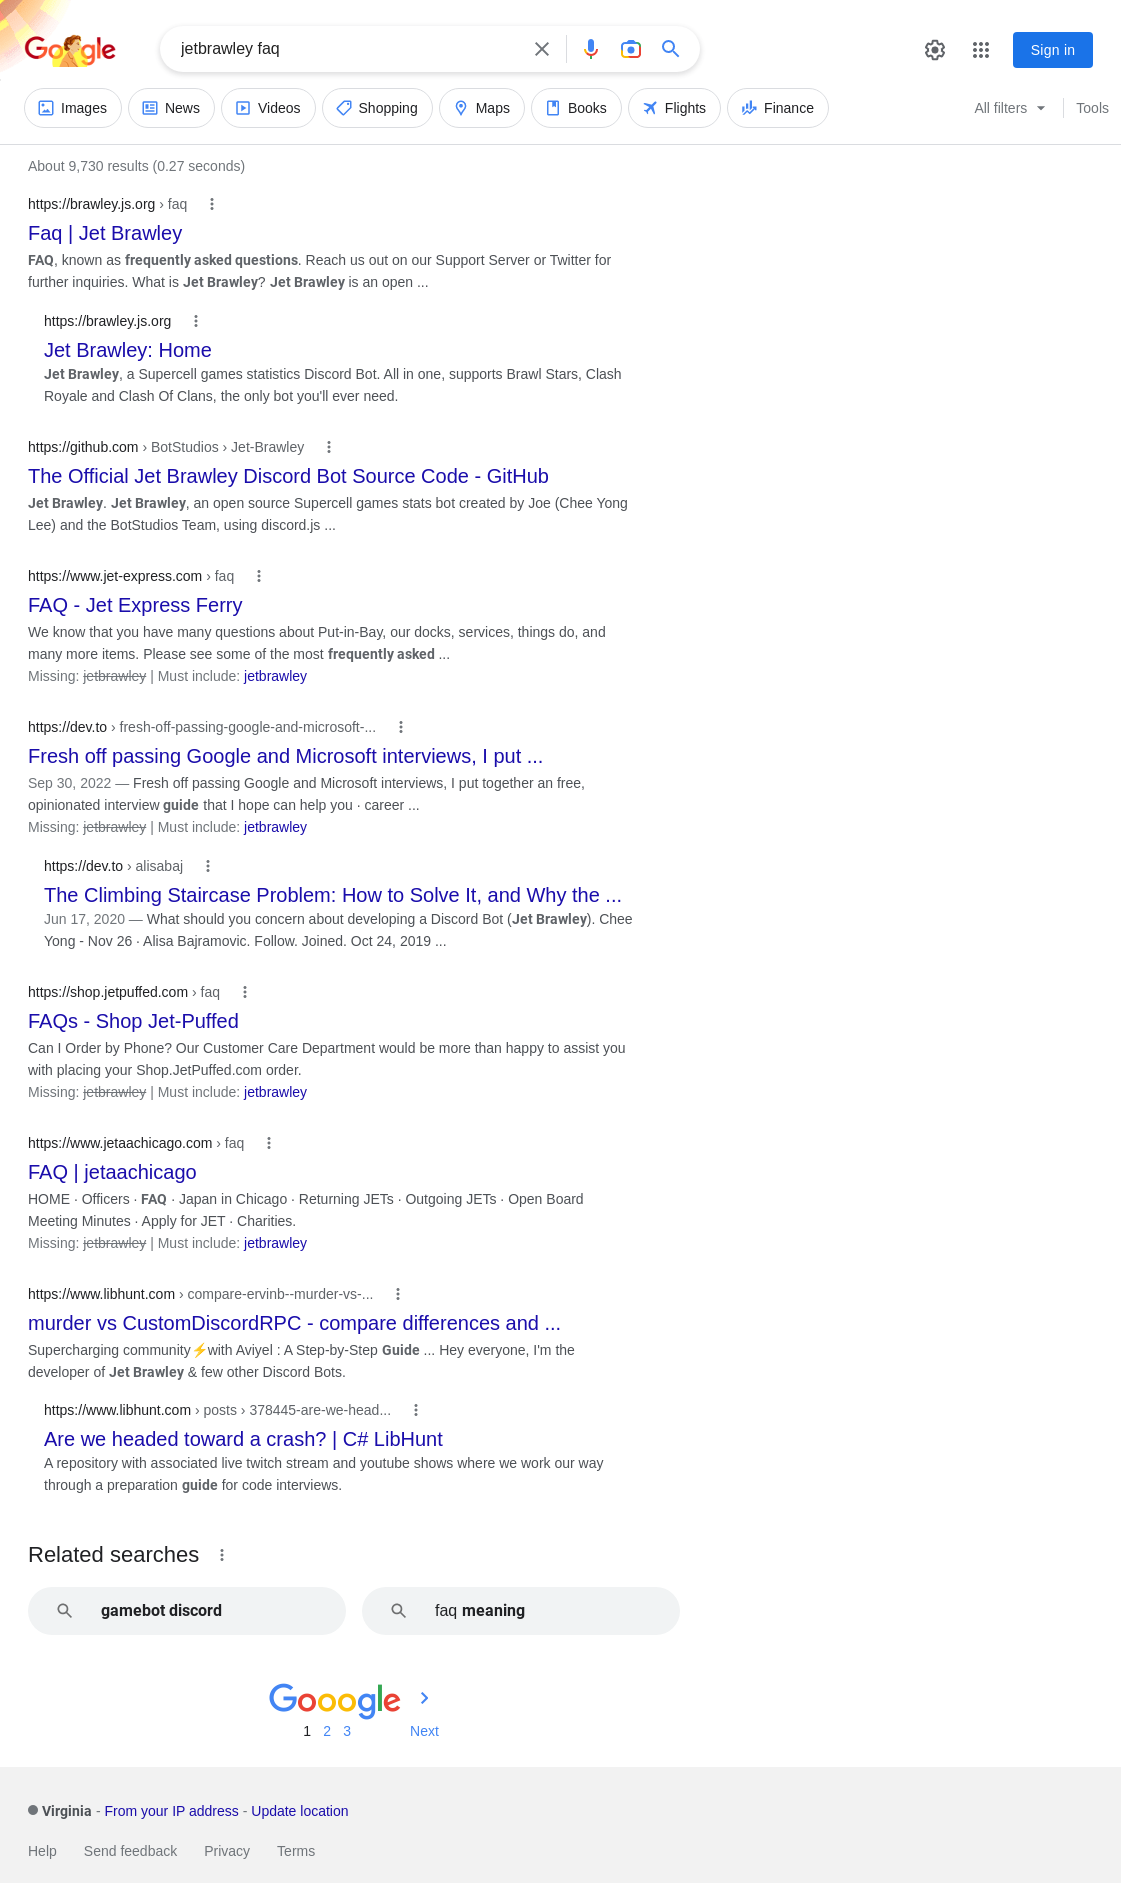 Google
jetbrawley faq
Sign in
Images
News
Videos
Shopping
Maps
Books
Flights
Finance
All filters
Tools
About 9,730 results (0.27 seconds)
https://brawley.js.org › faq
Faq | Jet Brawley
FAQ, known as frequently asked questions. Reach us out on our Support Server or Twitter for
further inquiries. What is Jet Brawley? Jet Brawley is an open ...
https://brawley.js.org
Jet Brawley: Home
Jet Brawley, a Supercell games statistics Discord Bot. All in one, supports Brawl Stars, Clash
Royale and Clash Of Clans, the only bot you'll ever need.
https://github.com › BotStudios › Jet-Brawley
The Official Jet Brawley Discord Bot Source Code - GitHub
Jet Brawley. Jet Brawley, an open source Supercell games stats bot created by Joe (Chee Yong
Lee) and the BotStudios Team, using discord.js ...
https://www.jet-express.com › faq
FAQ - Jet Express Ferry
We know that you have many questions about Put-in-Bay, our docks, services, things do, and
many more items. Please see some of the most frequently asked ...
Missing: jetbrawley | Must include: jetbrawley
https://dev.to › fresh-off-passing-google-and-microsoft-...
Fresh off passing Google and Microsoft interviews, I put ...
Sep 30, 2022 — Fresh off passing Google and Microsoft interviews, I put together an free,
opinionated interview guide that I hope can help you · career ...
Missing: jetbrawley | Must include: jetbrawley
https://dev.to › alisabaj
The Climbing Staircase Problem: How to Solve It, and Why the ...
Jun 17, 2020 — What should you concern about developing a Discord Bot (Jet Brawley). Chee
Yong - Nov 26 · Alisa Bajramovic. Follow. Joined. Oct 24, 2019 ...
https://shop.jetpuffed.com › faq
FAQs - Shop Jet-Puffed
Can I Order by Phone? Our Customer Care Department would be more than happy to assist you
with placing your Shop.JetPuffed.com order.
Missing: jetbrawley | Must include: jetbrawley
https://www.jetaachicago.com › faq
FAQ | jetaachicago
HOME · Officers · FAQ · Japan in Chicago · Returning JETs · Outgoing JETs · Open Board
Meeting Minutes · Apply for JET · Charities.
Missing: jetbrawley | Must include: jetbrawley
https://www.libhunt.com › compare-ervinb--murder-vs-...
murder vs CustomDiscordRPC - compare differences and ...
Supercharging community⚡with Aviyel : A Step-by-Step Guide ... Hey everyone, I'm the
developer of Jet Brawley & few other Discord Bots.
https://www.libhunt.com › posts › 378445-are-we-head...
Are we headed toward a crash? | C# LibHunt
A repository with associated live twitch stream and youtube shows where we work our way
through a preparation guide for code interviews.
Related searches
gamebot discord
faq meaning
Gooogle
1 2 3 Next
Virginia - From your IP address - Update location
Help Send feedback Privacy Terms